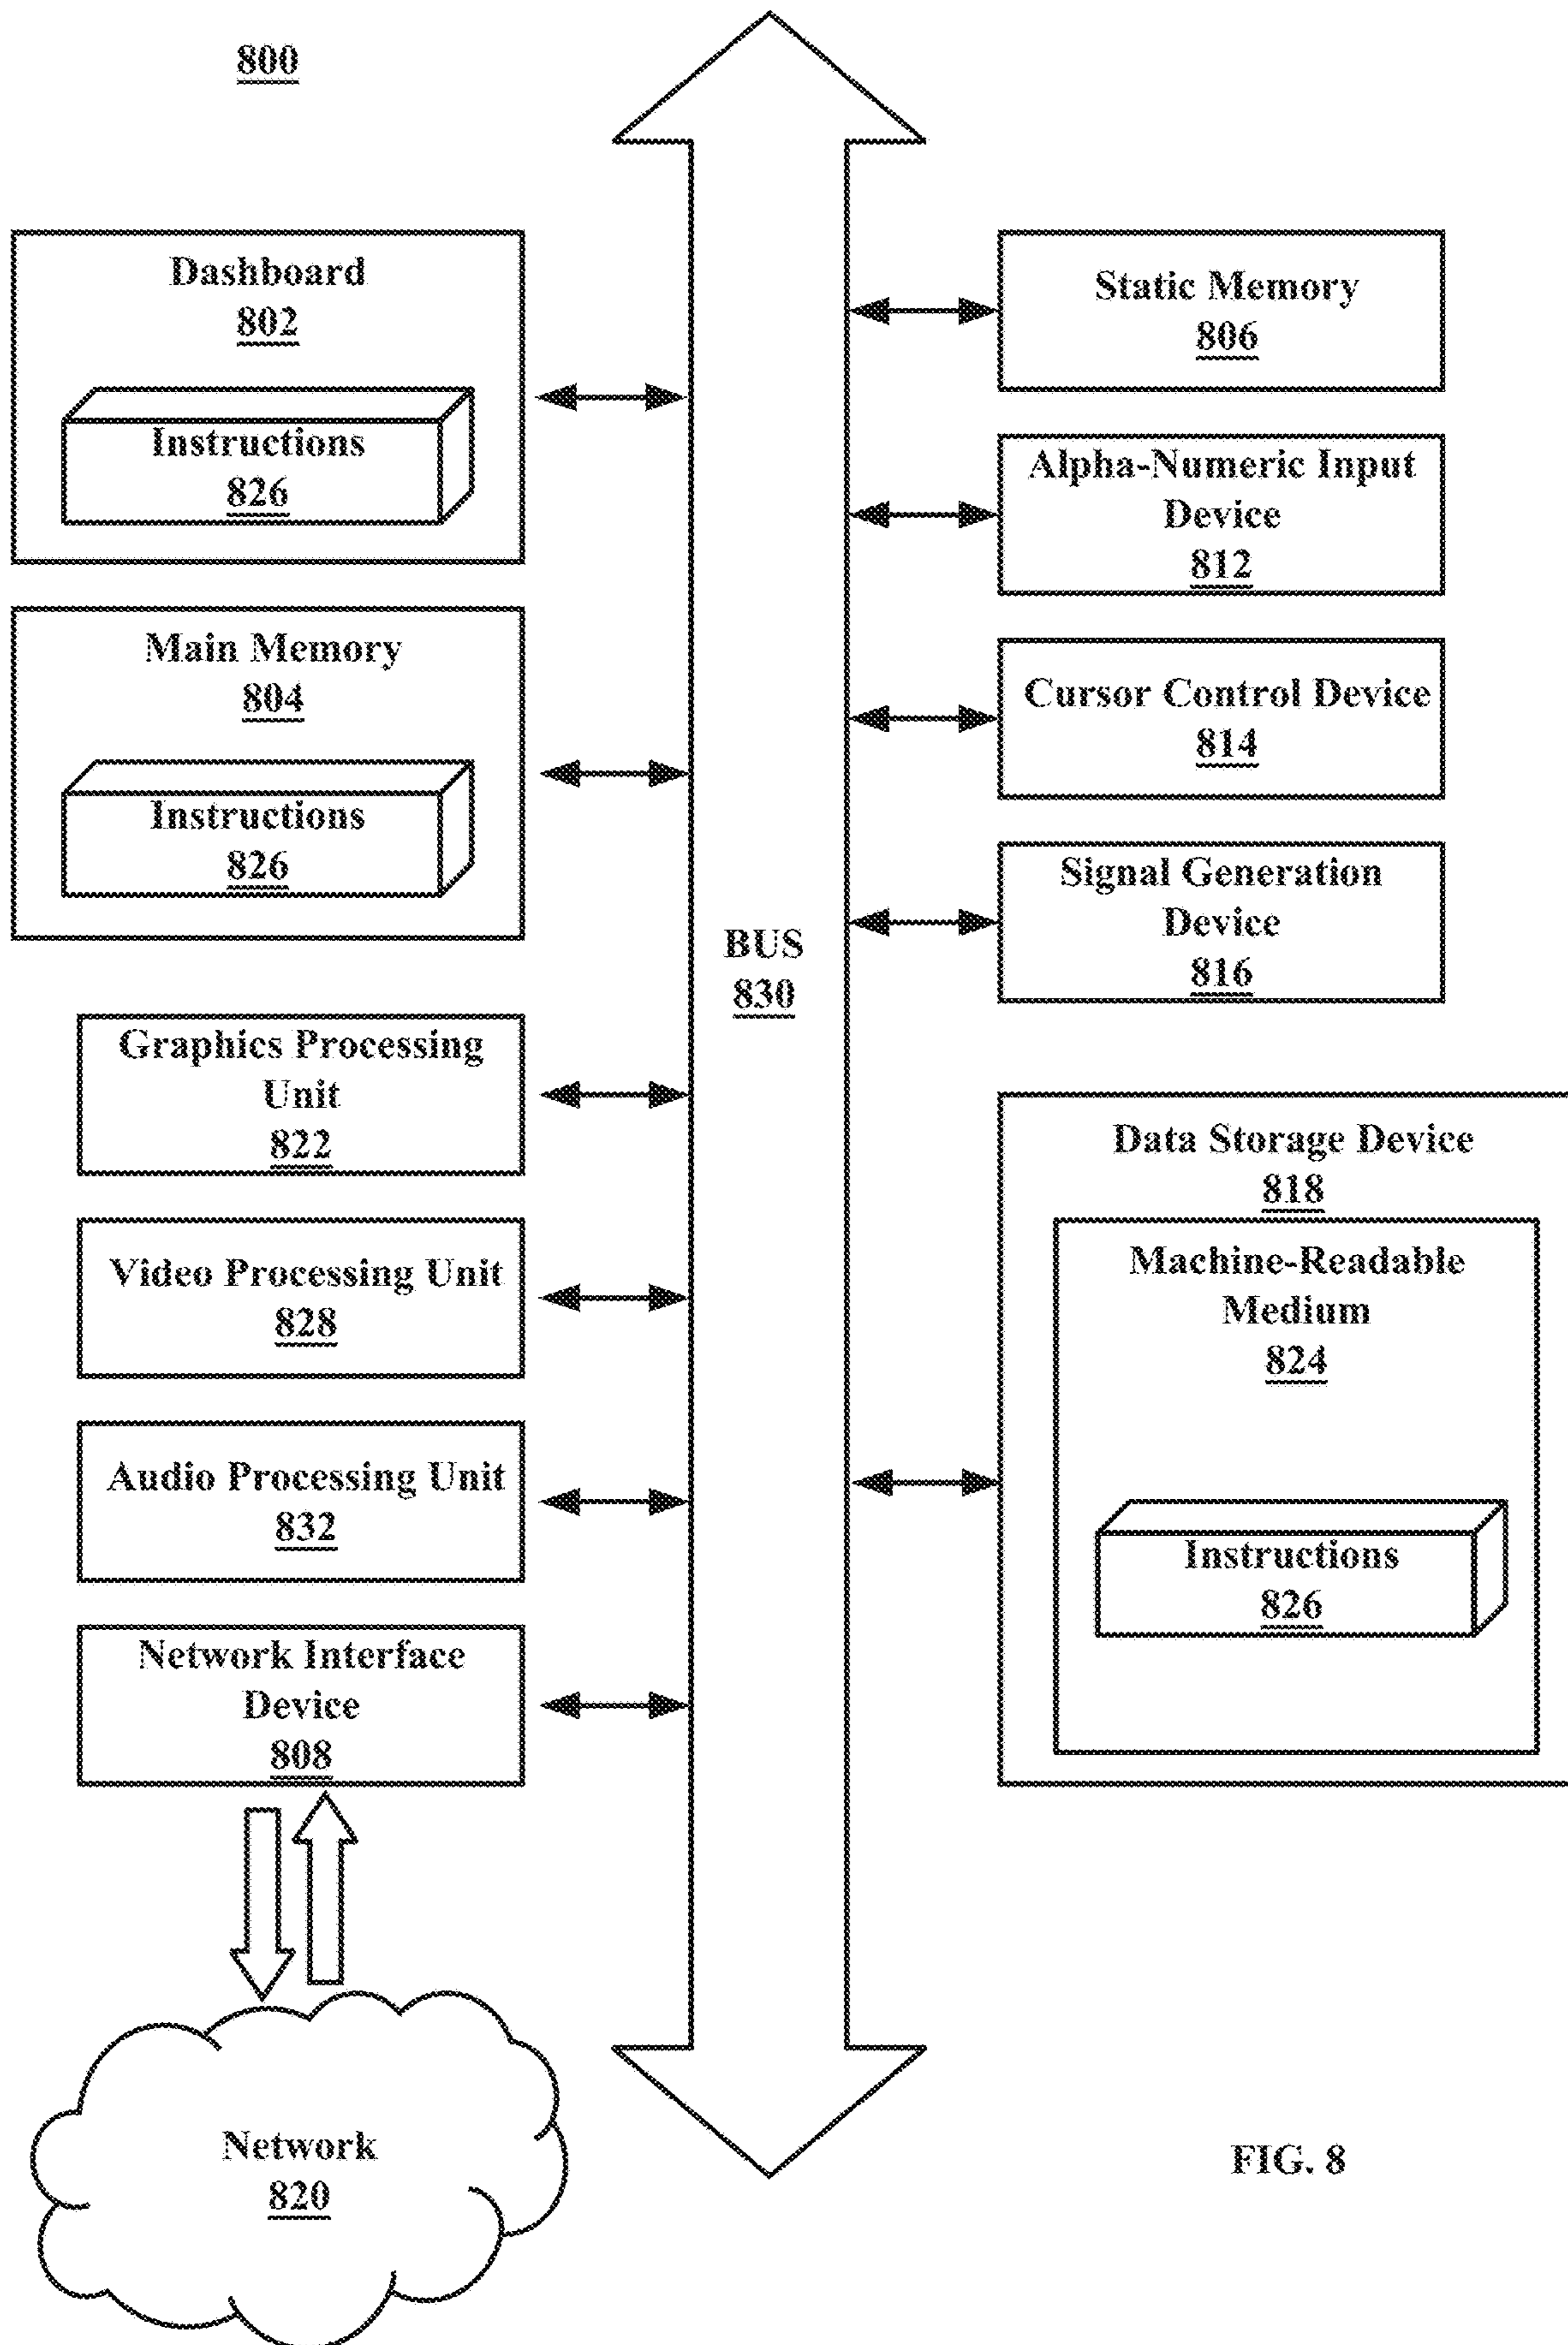 800
Dashboard
802
Instructions
826
Main Memory
804
Instructions
826
Graphics Processing
Unit
822
Video Processing Unit
828
Audio Processing Unit
832
Network Interface
Device
808
Network
820
BUS
830
Static Memory
806
Alpha-Numeric Input
Device
812
Cursor Control Device
814
Signal Generation
Device
816
Data Storage Device
818
Machine-Readable
Medium
824
Instructions
826
FIG. 8